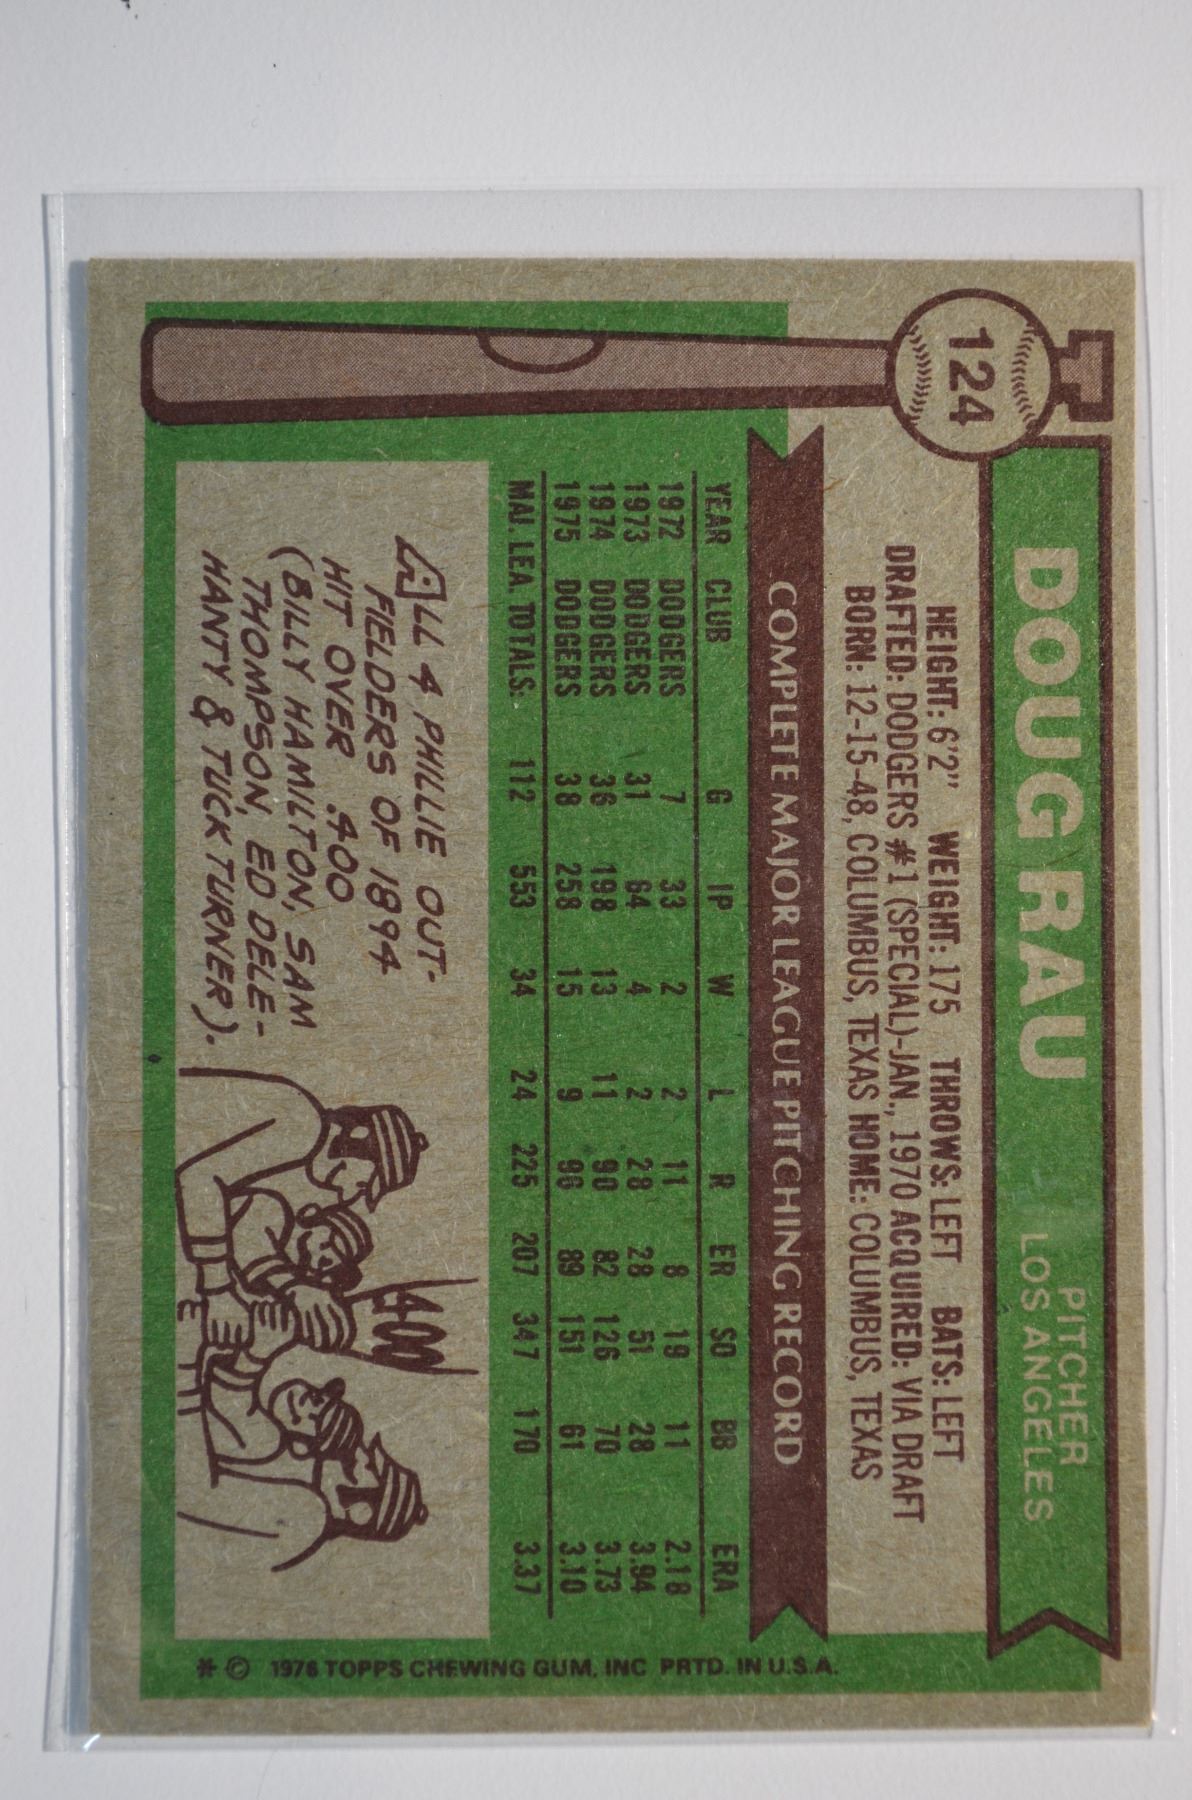 124
DOUG RAU
PITCHER
LOS ANGELES
HEIGHT: 6'2" WEIGHT: 175 THROWS: LEFT BATS: LEFT
DRAFTED: DODGERS #1 (SPECIAL)-JAN., 1970 ACQUIRED: VIA DRAFT
BORN: 12-15-48, COLUMBUS, TEXAS HOME: COLUMBUS, TEXAS
COMPLETE MAJOR LEAGUE PITCHING RECORD
YEAR CLUB G IP W L R ER SO BB ERA
1972 DODGERS 7 33 2 2 11 8 19 11 2.18
1973 DODGERS 31 64 4 2 28 28 51 28 3.94
1974 DODGERS 36 198 13 11 90 82 126 70 3.73
1975 DODGERS 38 258 15 9 96 89 151 61 3.10
MAJ. LEA. TOTALS. 112 553 34 24 225 207 347 170 3.37
ALL 4 PHILLIE OUT-
FIELDERS OF 1894
HIT OVER .400
(BILLY HAMILTON, SAM
THOMPSON, ED DELE-
HANTY & TUCK TURNER).
.400
* © 1976 TOPPS CHEWING GUM, INC PRTD. IN U.S.A.